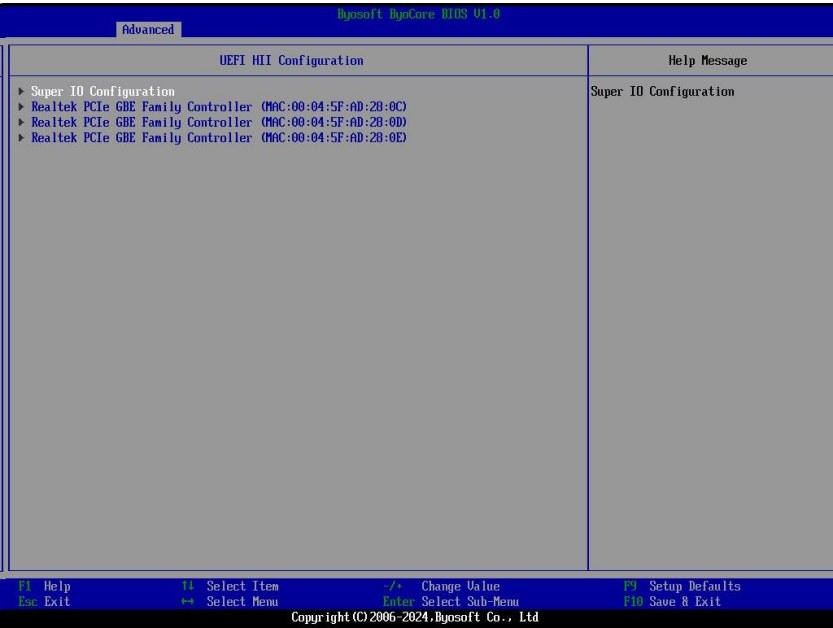 Byosoft ByoCore BIOS V1.0
Advanced
UEFI HII Configuration
Help Message
Super IO Configuration
Super IO Configuration
Realtek PCIe GBE Family Controller (MAC:00:04:5F:AD:28:0C)
Realtek PCIe GBE Family Controller (MAC:00:04:5F:AD:28:0D)
Realtek PCIe GBE Family Controller (MAC:00:04:5F:AD:28:0E)
F1 Help ↑↓ Select Item -/+ Change Value F9 Setup Defaults
Esc Exit ↔ Select Menu Enter Select Sub-Menu F10 Save & Exit
Copyright(C)2006-2024,Byosoft Co., Ltd